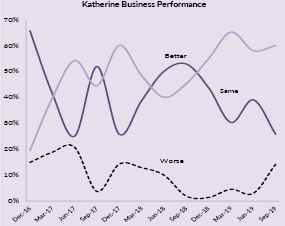 Katherine Business Performance
70%
60%
50%
40%
30%
20%
10%
0%
Better
Same
Worse
Dec-16
Mar-17
Jun-17
Sep-17
Dec-17
Mar-18
Jun-18
Sep-18
Dec-18
Mar-19
Jun-19
Sep-19